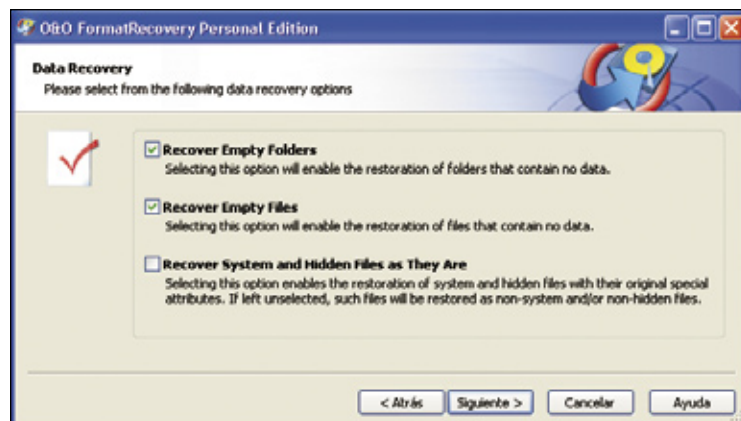 O&O FormatRecovery Personal Edition
Data Recovery
Please select from the following data recovery options
Recover Empty Folders
Selecting this option will enable the restoration of folders that contain no data.
Recover Empty Files
Selecting this option will enable the restoration of files that contain no data.
Recover System and Hidden Files as They Are
Selecting this option enables the restoration of system and hidden files with their original special
attributes. If left unselected, such files will be restored as non-system and/or non-hidden files.
< Atrás Siguiente > Cancelar Ayuda